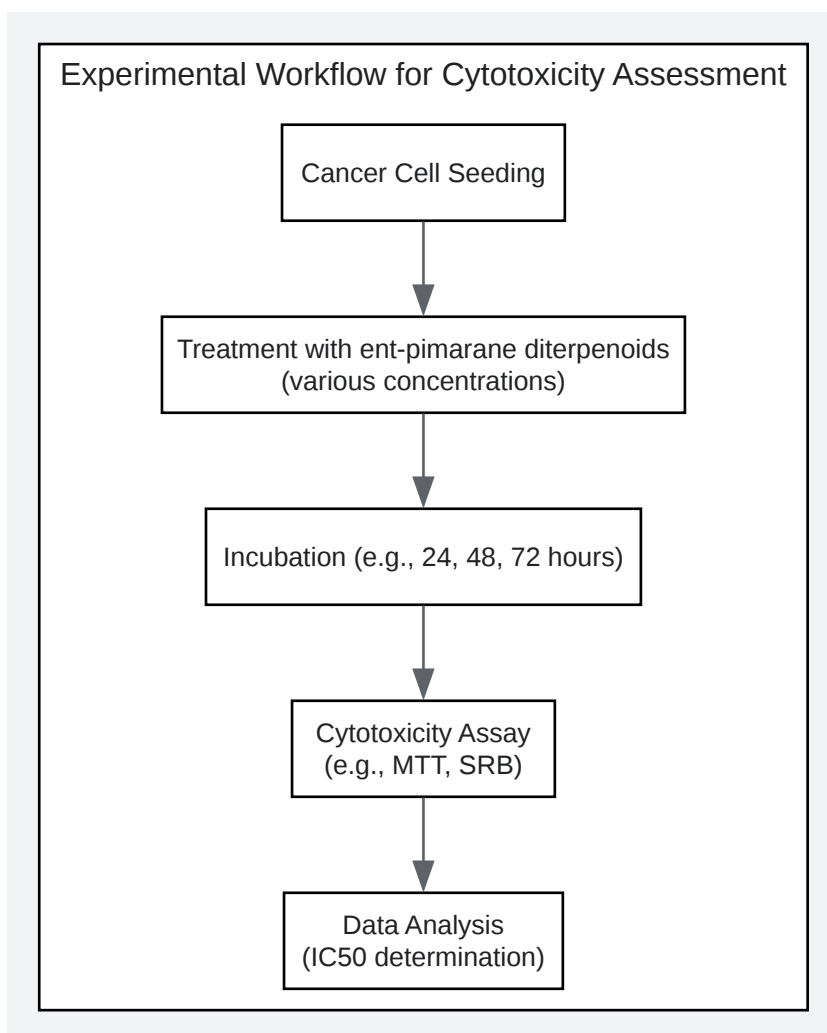 Experimental Workflow for Cytotoxicity Assessment
Cancer Cell Seeding
Treatment with ent-pimarane diterpenoids
(various concentrations)
Incubation (e.g., 24, 48, 72 hours)
Cytotoxicity Assay
(e.g., MTT, SRB)
Data Analysis
(IC50 determination)